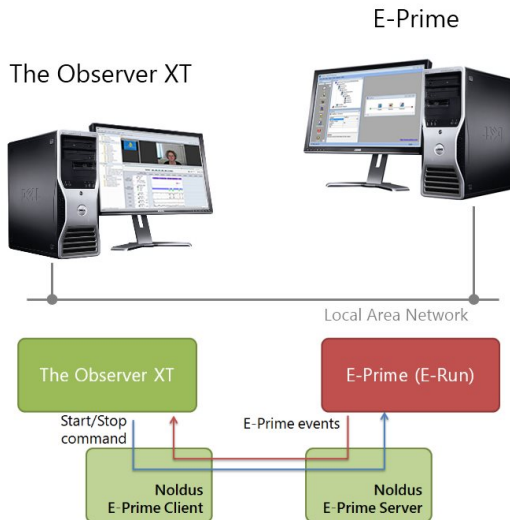 E-Prime
The Observer XT
Local Area Network
The Observer XT
E-Prime (E-Run)
Start/Stop
command
E-Prime events
Noldus
E-Prime Client
Noldus
E-Prime Server